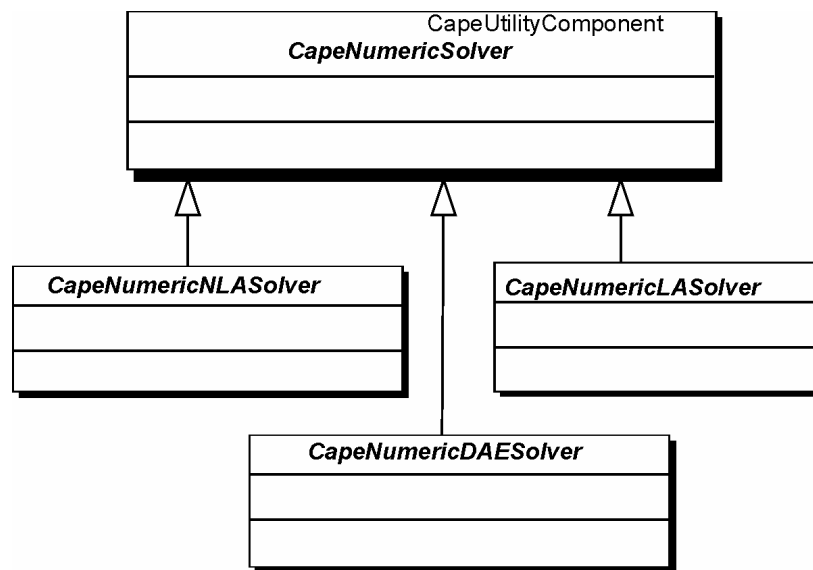 CapeUtilityComponent
CapeNumericSolver
CapeNumericNLASolver
CapeNumericLASolver
CapeNumericDAESolver